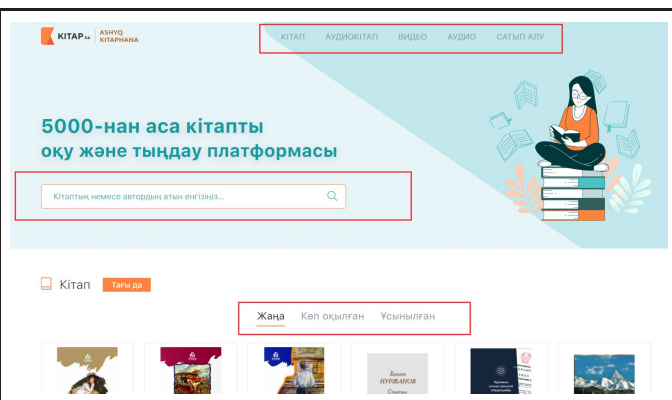 KITAP.kz ASHYQ KITAPHANA
КІТАП АУДИОКІТАП ВИДЕО АУДИО САТЫП АЛУ
5000-нан аса кітапты
оқу және тыңдау платформасы
Кітаптың немесе автордың атын енгізіңіз...
Кітап Тағы да
Жаңа Көп оқылған Ұсынылған
Бакыт
НУРЖАНОВ